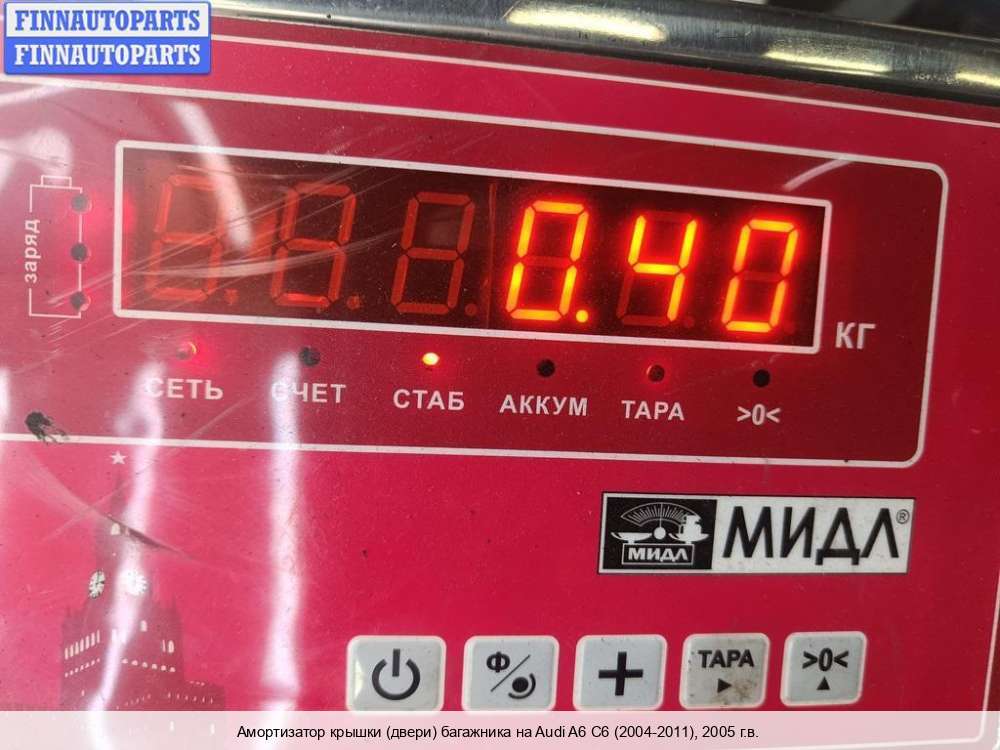 FINNAUTOPARTS
FINNAUTOPARTS
заряд
0.40
КГ
СЕТЬ
СЧЕТ
СТАБ
АККУМ
ТАРА
>0<
МИДЛ
МИДЛ®
Ф
+
ТАРА
>0<
Амортизатор крышки (двери) багажника на Audi A6 C6 (2004-2011), 2005 г.в.